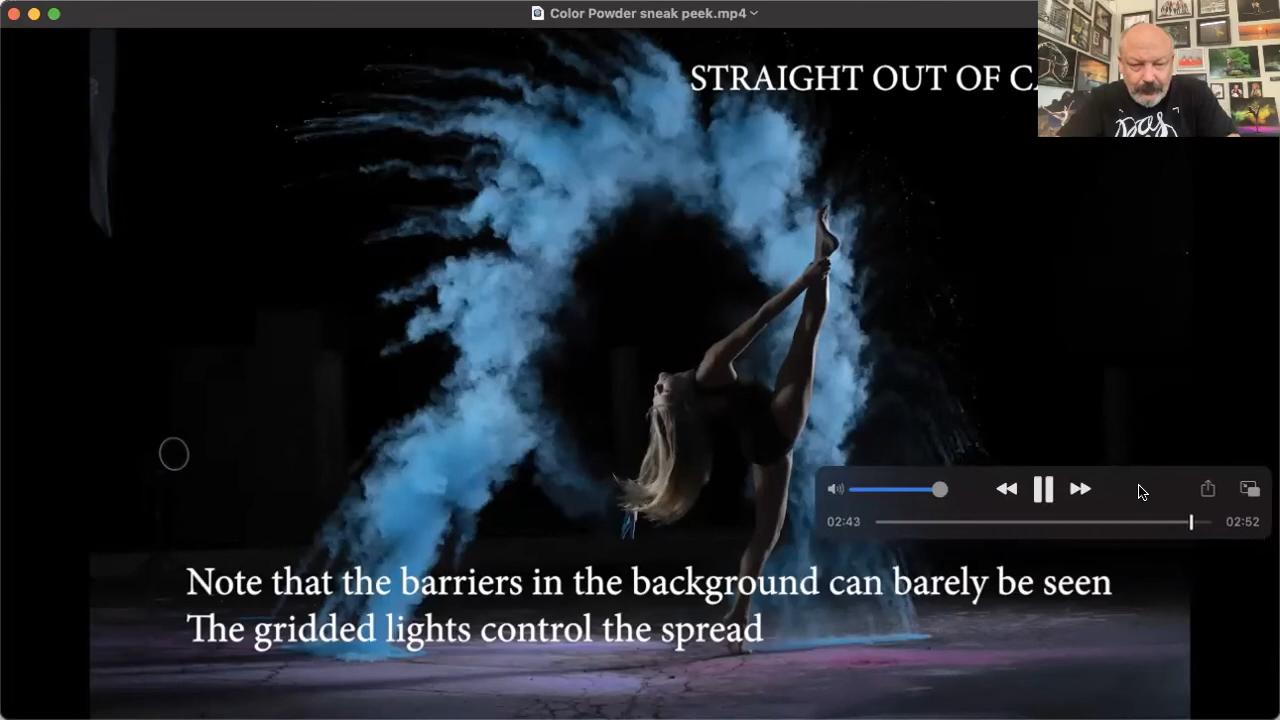 Color Powder sneak peek.mp4
STRAIGHT OUT OF
02:43
02:52
Note that the barriers in the background can barely be seen
The gridded lights control the spread